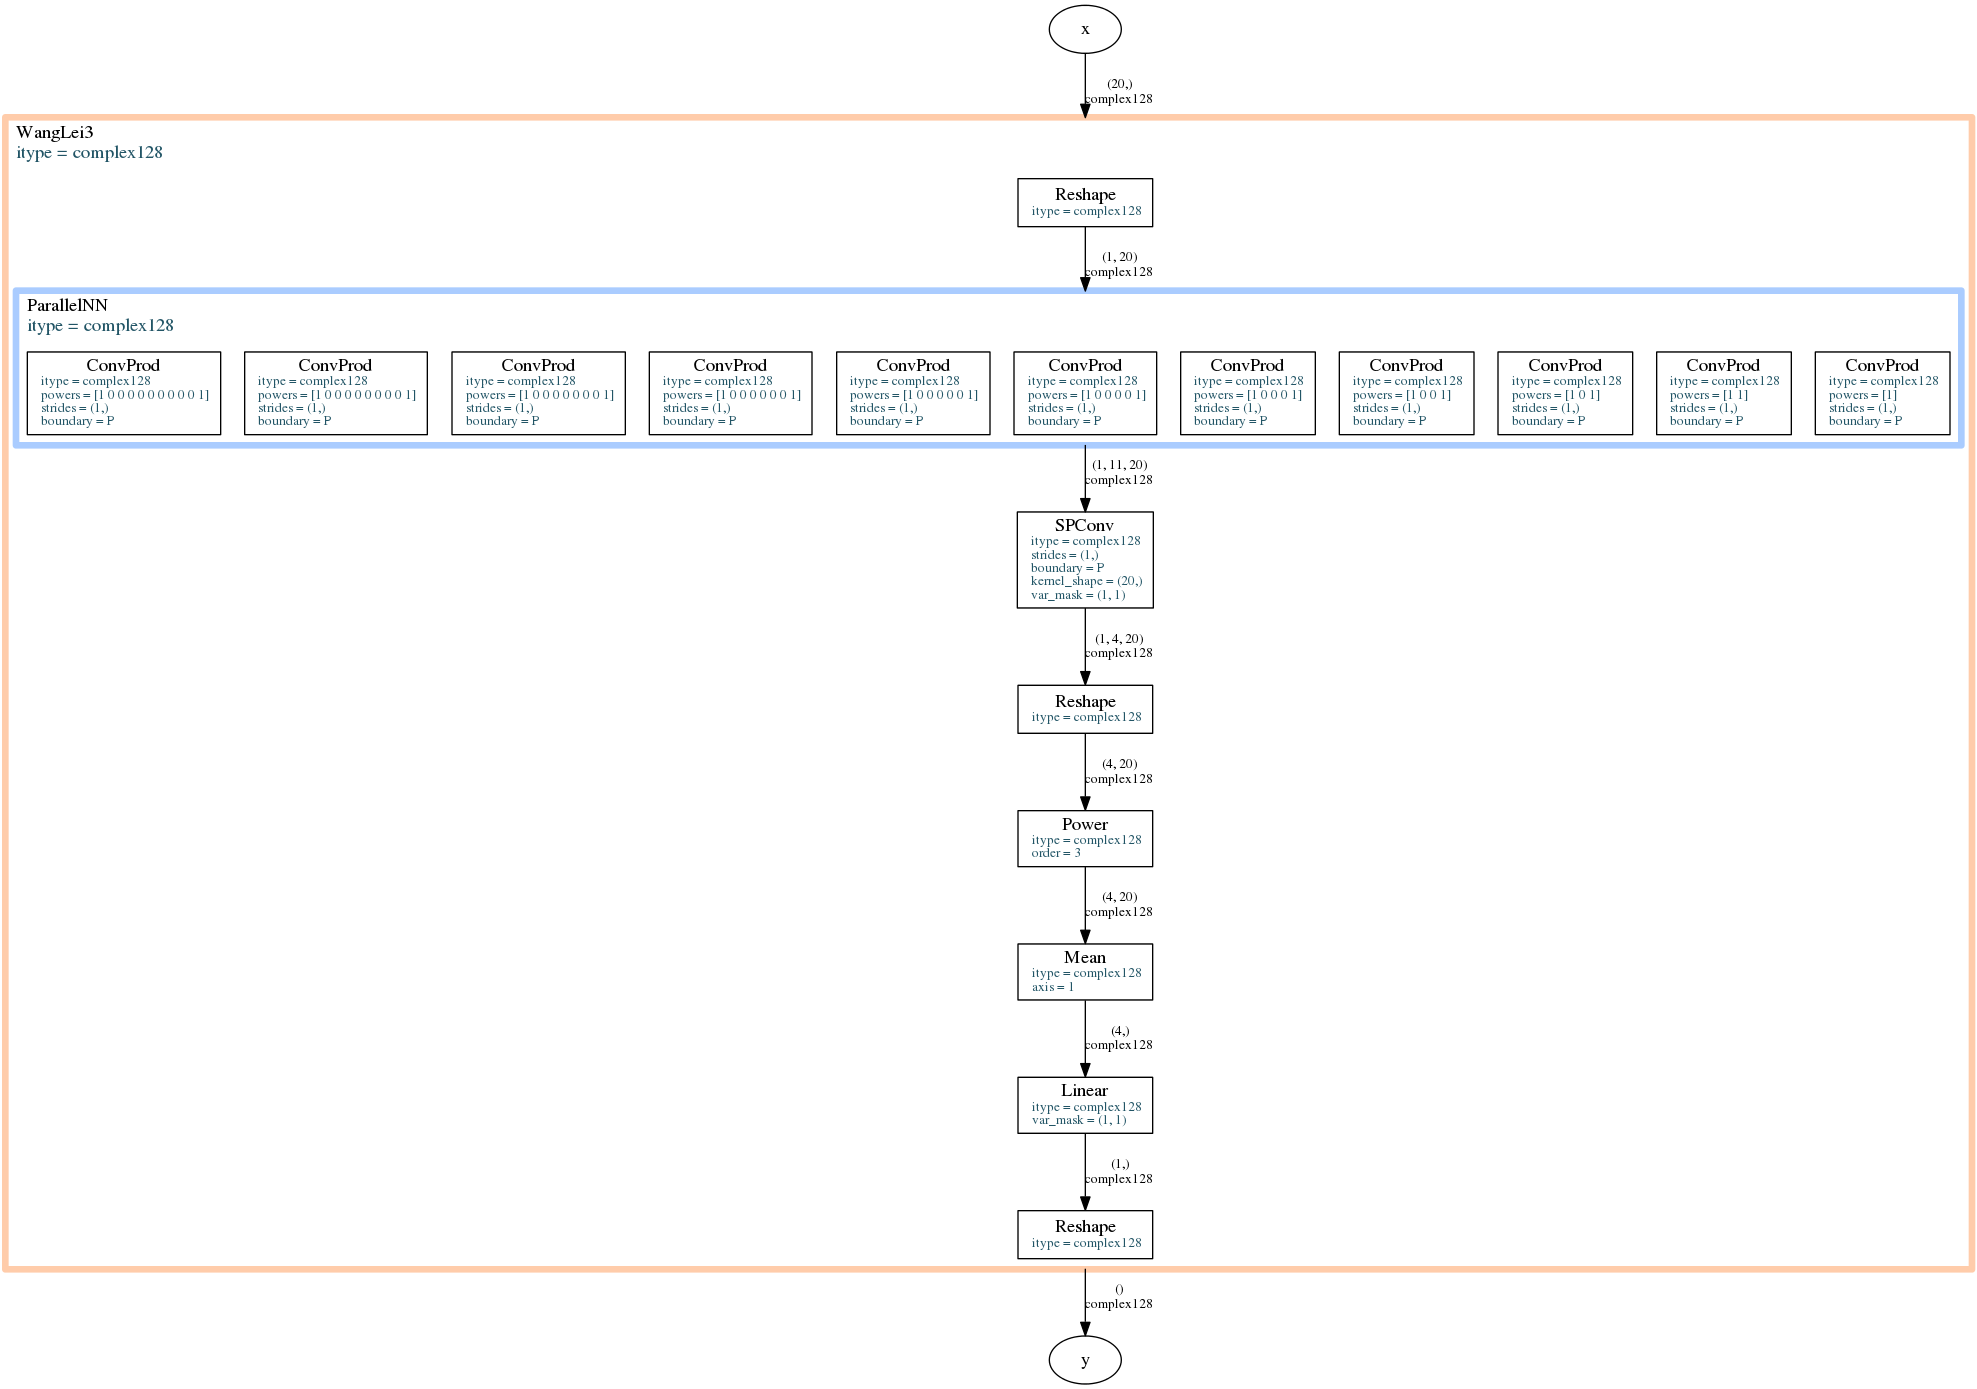 x
(20,)
complex128
WangLei3
itype = complex128
Reshape
itype = complex128
(1, 20)
complex128
ParallelNN
itype = complex128
ConvProd
itype = complex128
powers = [1 0 0 0 0 0 0 0 0 0 1]
strides = (1,)
boundary = P
ConvProd
itype = complex128
powers = [1 0 0 0 0 0 0 0 0 1]
strides = (1,)
boundary = P
ConvProd
itype = complex128
powers = [1 0 0 0 0 0 0 0 1]
strides = (1,)
boundary = P
ConvProd
itype = complex128
powers = [1 0 0 0 0 0 0 1]
strides = (1,)
boundary = P
ConvProd
itype = complex128
powers = [1 0 0 0 0 0 1]
strides = (1,)
boundary = P
ConvProd
itype = complex128
powers = [1 0 0 0 0 1]
strides = (1,)
boundary = P
ConvProd
itype = complex128
powers = [1 0 0 0 1]
strides = (1,)
boundary = P
ConvProd
itype = complex128
powers = [1 0 0 1]
strides = (1,)
boundary = P
ConvProd
itype = complex128
powers = [1 0 1]
strides = (1,)
boundary = P
ConvProd
itype = complex128
powers = [1 1]
strides = (1,)
boundary = P
ConvProd
itype = complex128
powers = [1]
strides = (1,)
boundary = P
(1, 11, 20)
complex128
SPConv
itype = complex128
strides = (1,)
boundary = P
kernel_shape = (20,)
var_mask = (1, 1)
(1, 4, 20)
complex128
Reshape
itype = complex128
(4, 20)
complex128
Power
itype = complex128
order = 3
(4, 20)
complex128
Mean
itype = complex128
axis = 1
(4,)
complex128
Linear
itype = complex128
var_mask = (1, 1)
(1,)
complex128
Reshape
itype = complex128
()
complex128
y